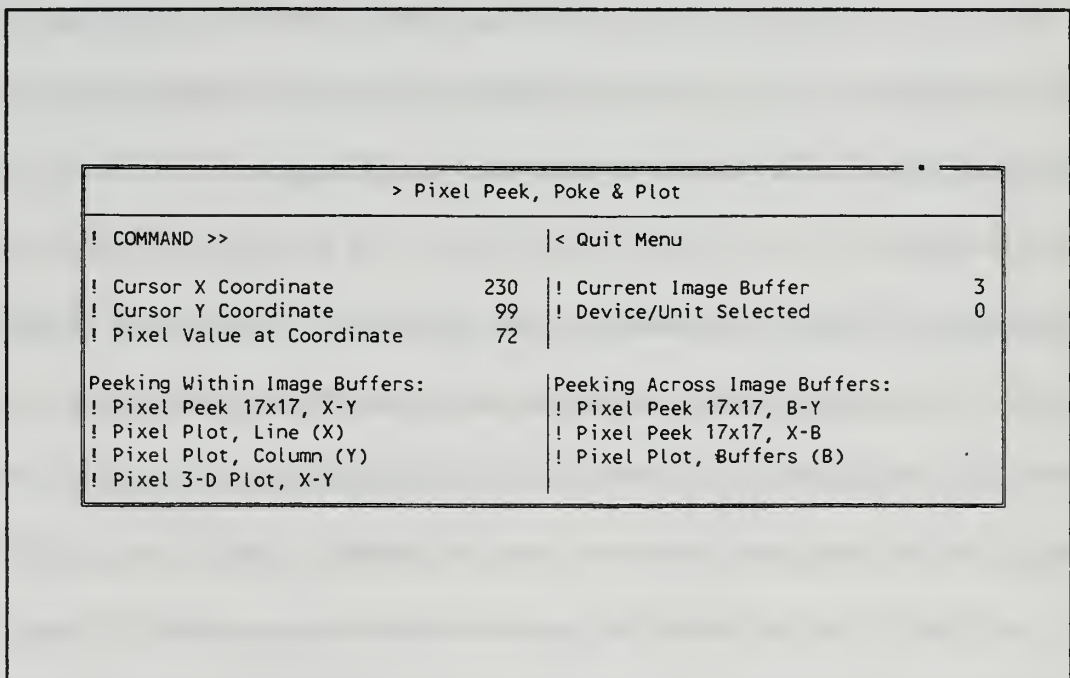 > Pixel Peek, Poke & Plot
! COMMAND >> |< Quit Menu
! Cursor X Coordinate 230 |! Current Image Buffer 3
! Cursor Y Coordinate 99 |! Device/Unit Selected 0
! Pixel Value at Coordinate 72 |
Peeking Within Image Buffers: |Peeking Across Image Buffers:
! Pixel Peek 17x17, X-Y |! Pixel Peek 17x17, B-Y
! Pixel Plot, Line (X) |! Pixel Peek 17x17, X-B
! Pixel Plot, Column (Y) |! Pixel Plot, Buffers (B)
! Pixel 3-D Plot, X-Y |